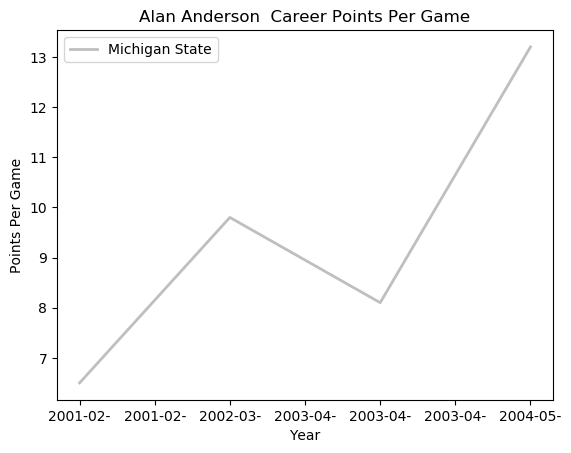 Alan Anderson  Career Points Per Game
Michigan State
13
12
11
10
9
8
7
Points Per Game
2001-02- 2001-02- 2002-03- 2003-04- 2003-04- 2003-04- 2004-05-
Year